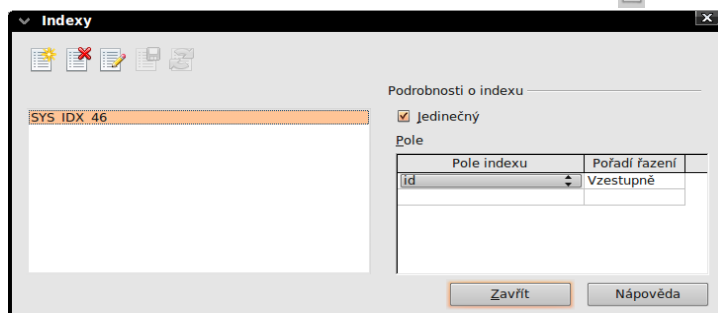 Indexy
Podrobnosti o indexu
SYS_IDX_46
Jedinečný
Pole
Pole indexu Pořadí řazení
id Vzestupně
Zavřít Nápověda